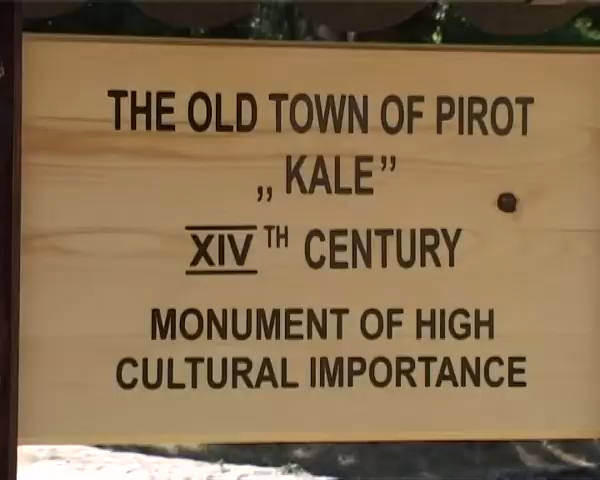 THE OLD TOWN OF PIROT
„ KALE”
XIV TH CENTURY
MONUMENT OF HIGH
CULTURAL IMPORTANCE